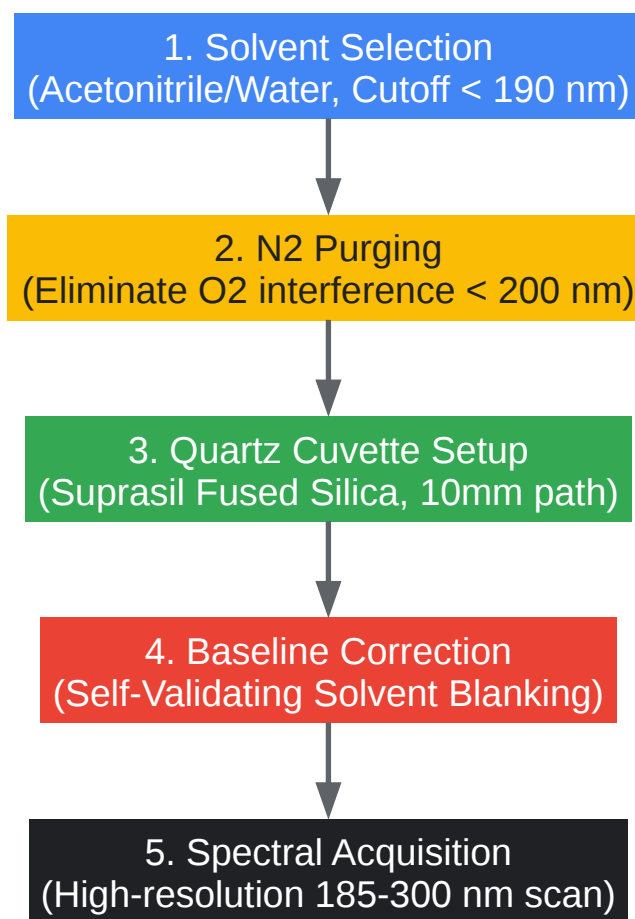 1. Solvent Selection
(Acetonitrile/Water, Cutoff < 190 nm)
2. N2 Purging
(Eliminate O2 interference < 200 nm)
3. Quartz Cuvette Setup
(Suprasil Fused Silica, 10mm path)
4. Baseline Correction
(Self-Validating Solvent Blanking)
5. Spectral Acquisition
(High-resolution 185-300 nm scan)